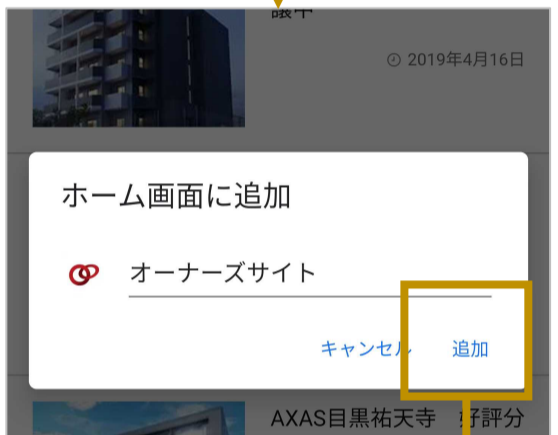 譲中
2019年4月16日
ホーム画面に追加
オーナーズサイト
キャンセル
追加
AXAS目黒祐天寺 好評分